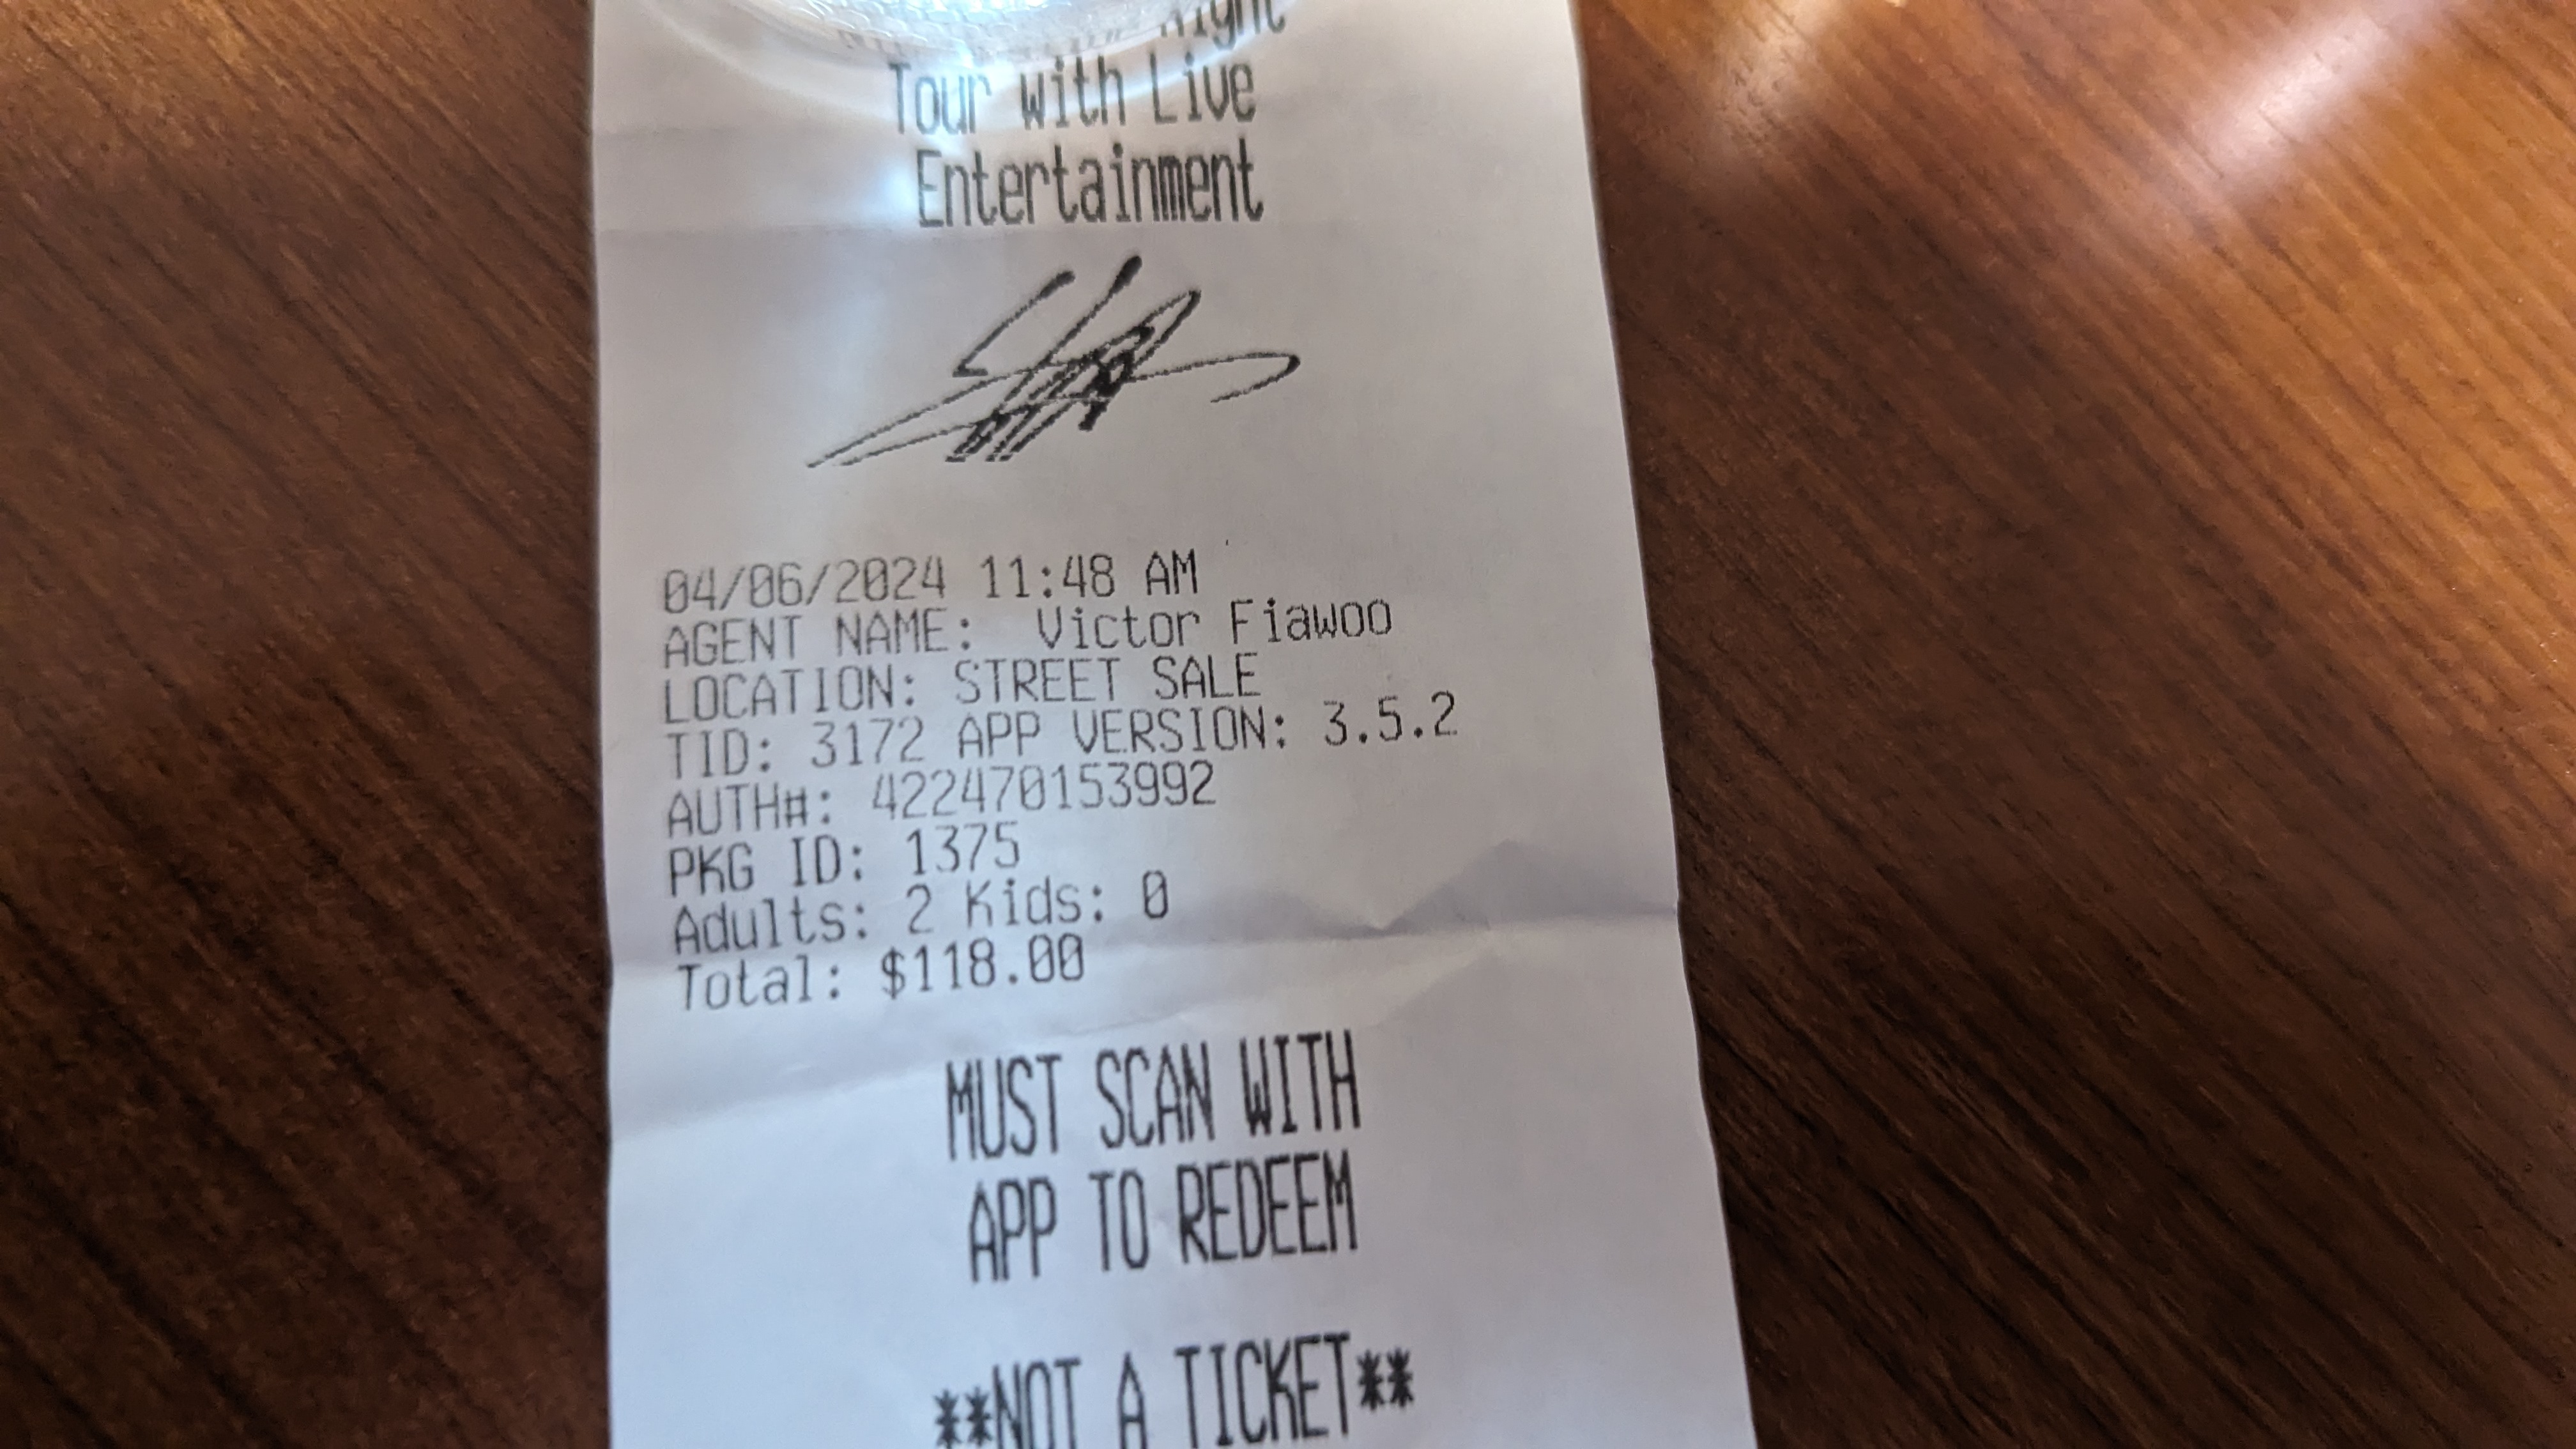 Tour with Live
Entertainment
04/06/2024 11:48 AM
AGENT NAME: Victor Fiawoo
LOCATION: STREET SALE
TID: 3172 APP VERSION: 3.5.2
AUTH#: 422470153992
PKG ID: 1375
Adults: 2 Kids: 0
Total: $118.00
MUST SCAN WITH
APP TO REDEEM
**NOT A TICKET**